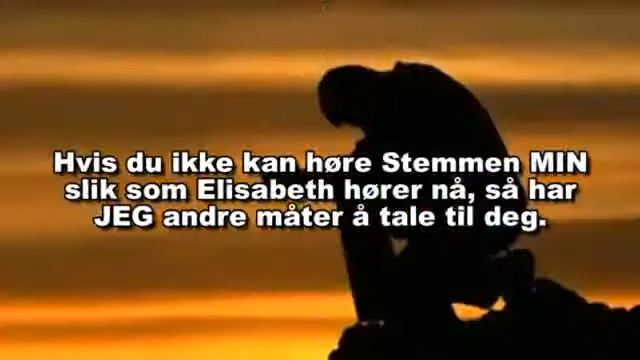 Hvis du ikke kan høre Stemmen MIN
slik som Elisabeth hører nå, så har
JEG andre måter å tale til deg.